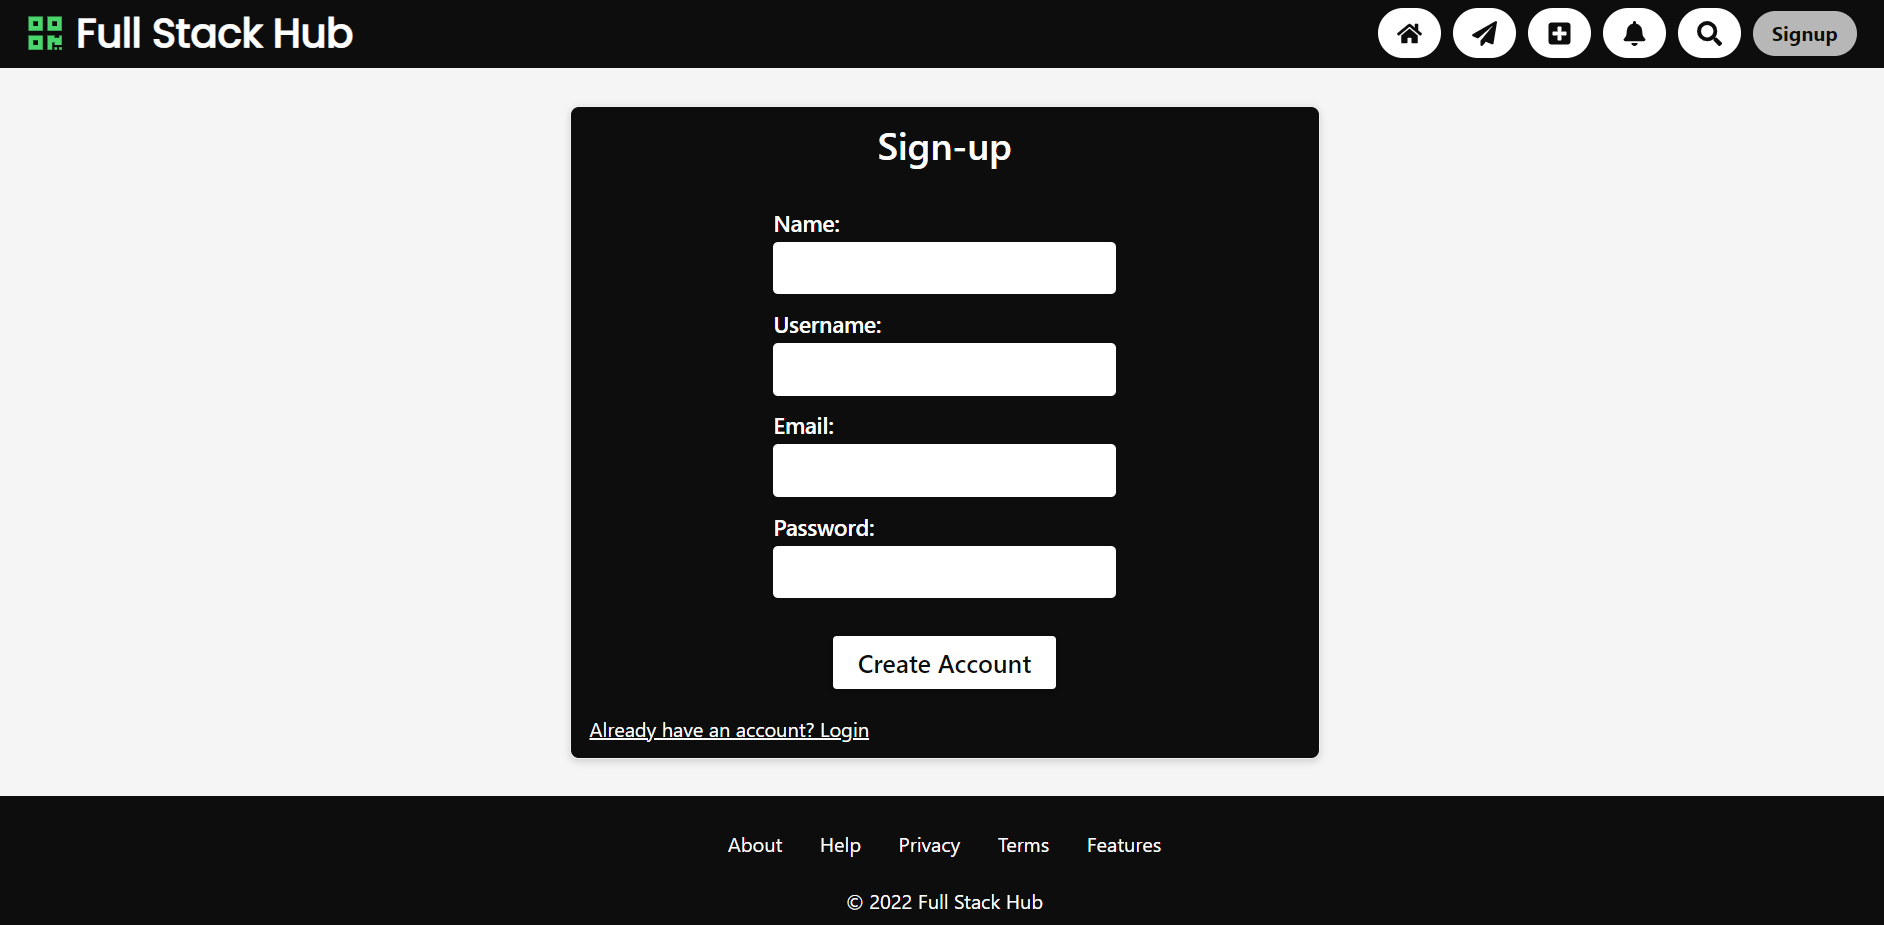 Full Stack Hub
Signup
Sign-up
Name:
Username:
Email:
Password:
Create Account
Already have an account? Login
About Help Privacy Terms Features
© 2022 Full Stack Hub